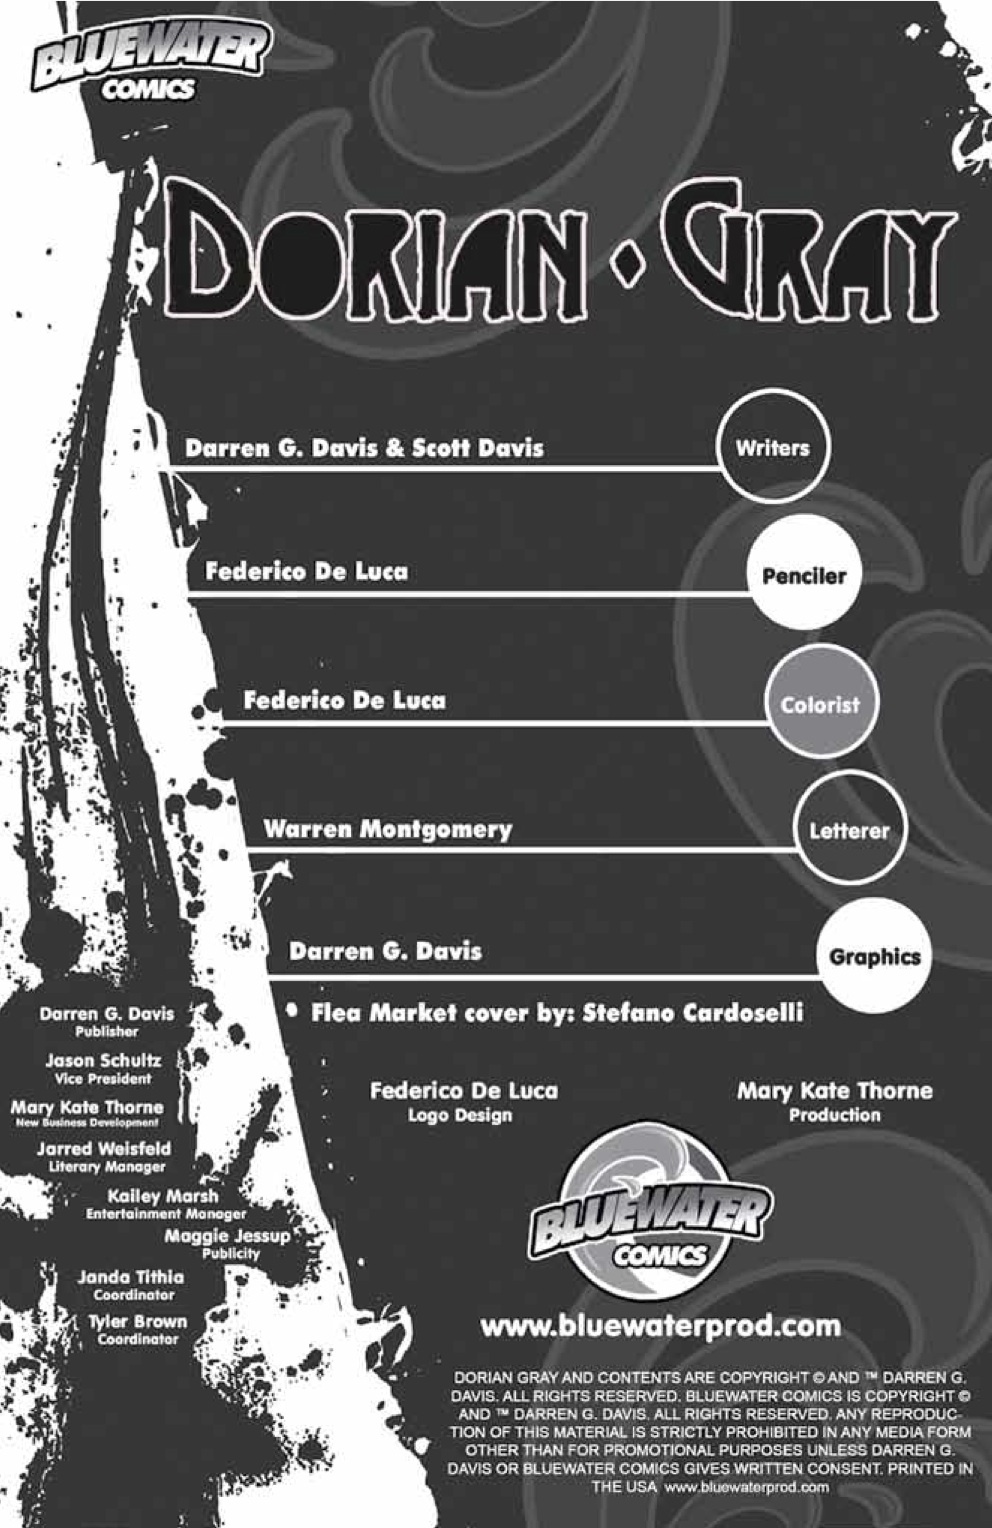 BLUEWATER
COMICS
DORIAN • GRAY
Darren G. Davis & Scott Davis
Writers
Federico De Luca
Penciler
Federico De Luca
Colorist
Warren Montgomery
Letterer
Darren G. Davis
Graphics
• Flea Market cover by: Stefano Cardoselli
Darren G. Davis
Publisher
Jason Schultz
Vice President
Mary Kate Thorne
New Business Development
Jarred Weisfeld
Literary Manager
Kailey Marsh
Entertainment Manager
Maggie Jessup
Publicity
Janda Tithia
Coordinator
Tyler Brown
Coordinator
Federico De Luca
Logo Design
Mary Kate Thorne
Production
BLUEWATER
COMICS
www.bluewaterprod.com
DORIAN GRAY AND CONTENTS ARE COPYRIGHT © AND ™ DARREN G.
DAVIS. ALL RIGHTS RESERVED. BLUEWATER COMICS IS COPYRIGHT ©
AND ™ DARREN G. DAVIS. ALL RIGHTS RESERVED. ANY REPRODUC-
TION OF THIS MATERIAL IS STRICTLY PROHIBITED IN ANY MEDIA FORM
OTHER THAN FOR PROMOTIONAL PURPOSES UNLESS DARREN G.
DAVIS OR BLUEWATER COMICS GIVES WRITTEN CONSENT. PRINTED IN
THE USA www.bluewaterprod.com